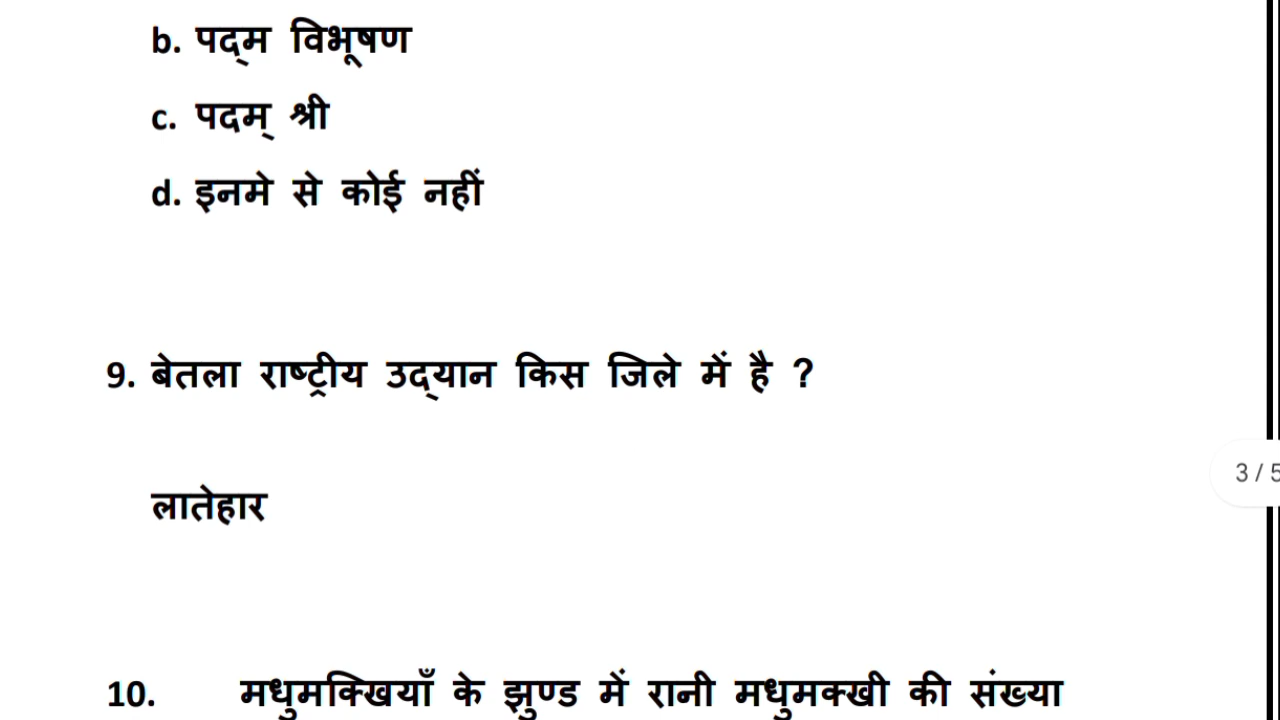 b. पद्म विभूषण
c. पदम् श्री
d. इनमे से कोई नहीं
9. बेतला राष्ट्रीय उद्यान किस जिले में है ?
3 / 5
लातेहार
10. मधुमक्खियाँ के झुण्ड में रानी मधुमक्खी की संख्या